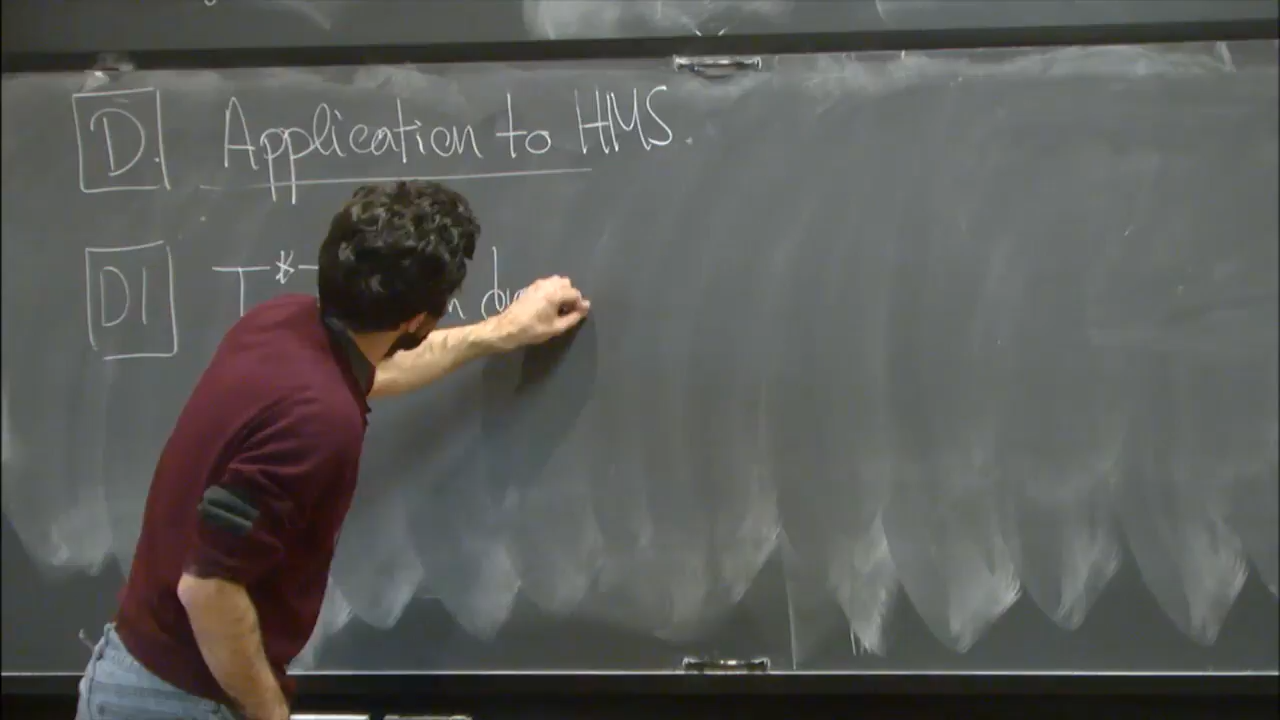 D. Application to HMS.
D1 T*